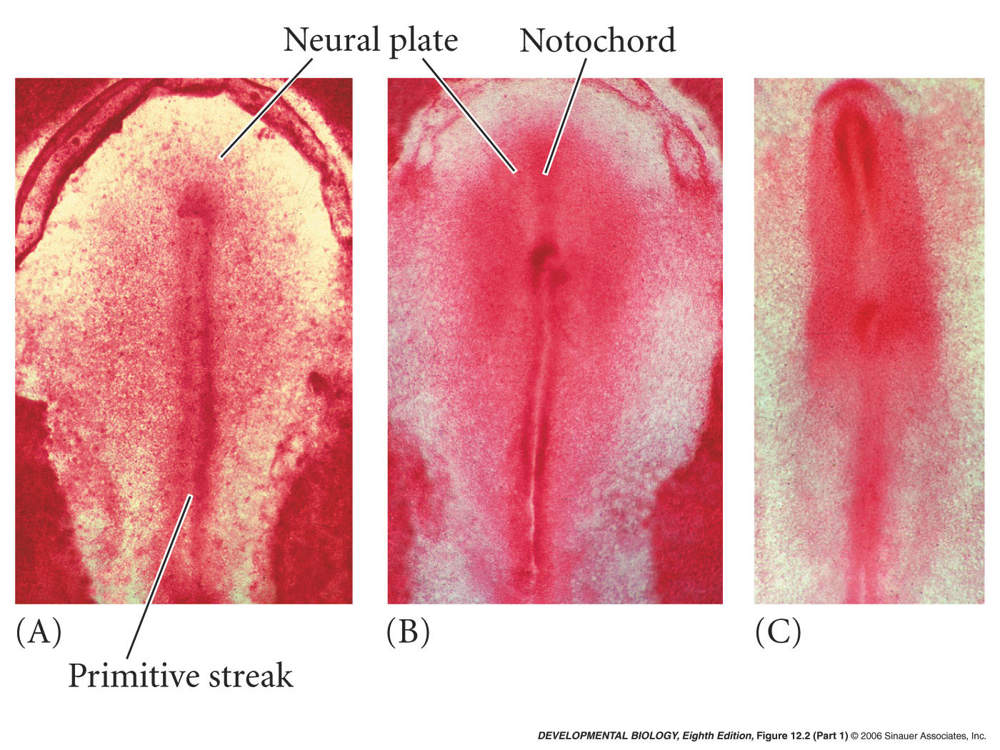 Neural plate
Notochord
(A)
(B)
(C)
Primitive streak
DEVELOPMENTAL BIOLOGY, Eighth Edition, Figure 12.2 (Part 1) © 2006 Sinauer Associates, Inc.